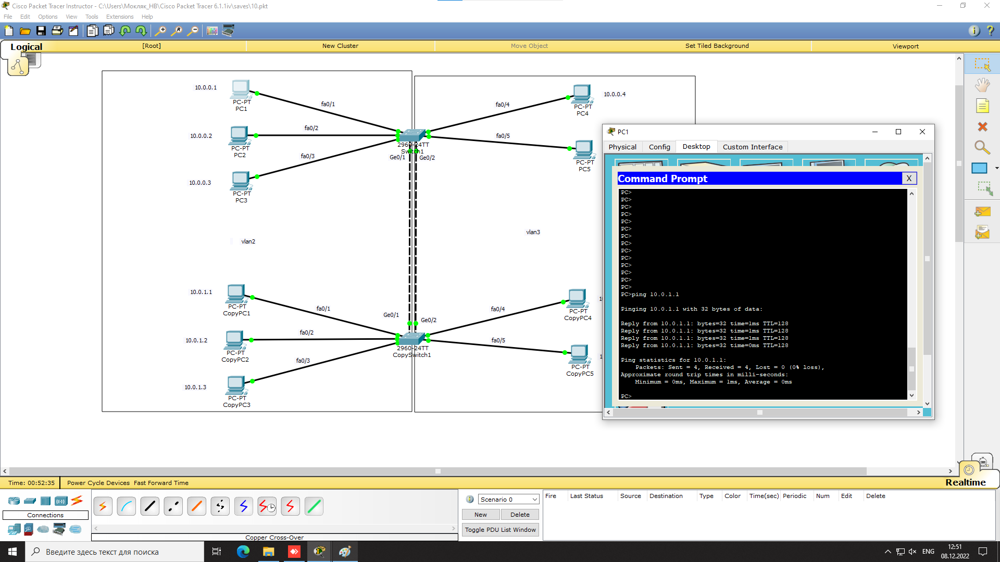 Cisco Packet Tracer Instructor - C:\Users\Мокляк_НВ\Cisco Packet Tracer 6.1.1iv\saves\10.pkt
File Edit Options View Tools Extensions Help
Logical [Root] New Cluster Move Object Set Tiled Background Viewport
10.0.0.1
PC-PT
PC1
fa0/1
10.0.0.2
PC-PT
PC2
fa0/2
10.0.0.3
PC-PT
PC3
fa0/3
2960-24TT
Switch1
Ge0/1
Ge0/2
fa0/4
PC-PT
PC4
10.0.0.4
fa0/5
PC-PT
PC5
vlan2
vlan3
10.0.1.1
PC-PT
CopyPC1
fa0/1
10.0.1.2
PC-PT
CopyPC2
fa0/2
10.0.1.3
PC-PT
CopyPC3
fa0/3
Ge0/1
Ge0/2
2960-24TT
CopySwitch1
fa0/4
PC-PT
CopyPC4
fa0/5
PC-PT
CopyPC5
PC1
Physical Config Desktop Custom Interface
Command Prompt X
PC>
PC>
PC>
PC>
PC>
PC>
PC>
PC>
PC>
PC>
PC>
PC>
PC>
PC>
PC>ping 10.0.1.1
Pinging 10.0.1.1 with 32 bytes of data:
Reply from 10.0.1.1: bytes=32 time=1ms TTL=128
Reply from 10.0.1.1: bytes=32 time=1ms TTL=128
Reply from 10.0.1.1: bytes=32 time=1ms TTL=128
Reply from 10.0.1.1: bytes=32 time=0ms TTL=128
Ping statistics for 10.0.1.1:
Packets: Sent = 4, Received = 4, Lost = 0 (0% loss),
Approximate round trip times in milli-seconds:
Minimum = 0ms, Maximum = 1ms, Average = 0ms
PC>
Time: 00:52:35 Power Cycle Devices Fast Forward Time
Realtime
Connections
Copper Cross-Over
Scenario 0
New Delete
Toggle PDU List Window
Fire Last Status Source Destination Type Color Time(sec) Periodic Num Edit Delete
Введите здесь текст для поиска
ENG
12:51
08.12.2022